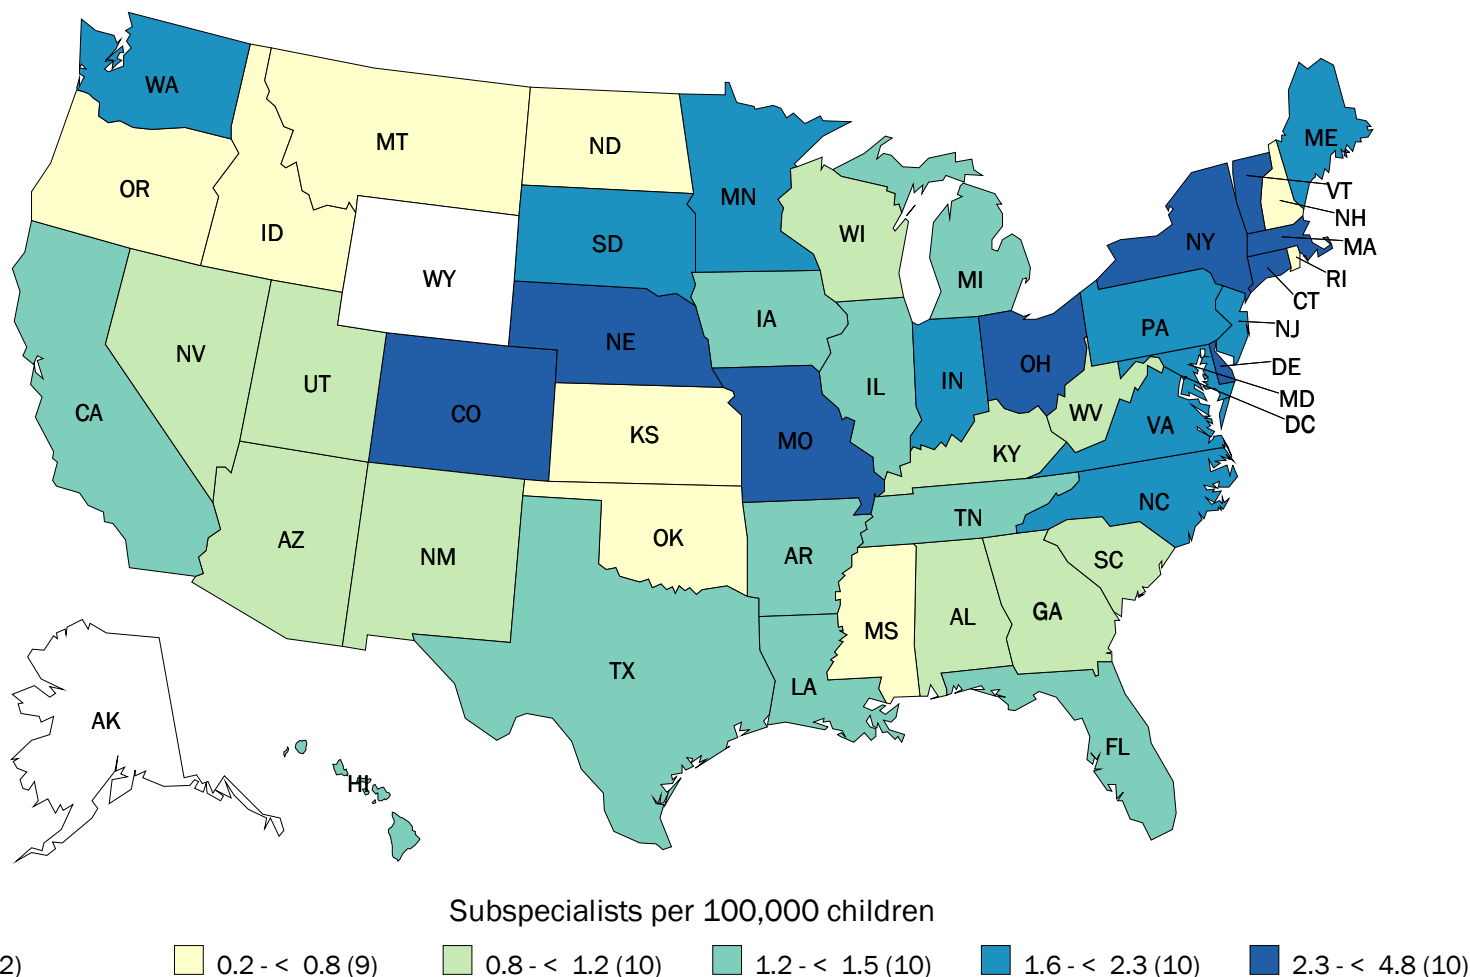 WA
MT
ND
MN
ME
OR
ID
SD
WI
NY
VT
NH
MA
RI
CT
WY
MI
NV
NE
IA
PA
NJ
UT
CO
IL
IN
OH
DE
MD
DC
CA
KS
MO
WV
VA
KY
AZ
NM
OK
AR
TN
NC
SC
MS
AL
GA
TX
LA
FL
AK
HI
Subspecialists per 100,000 children
2) 0.2 - < 0.8 (9) 0.8 - < 1.2 (10) 1.2 - < 1.5 (10) 1.6 - < 2.3 (10) 2.3 - < 4.8 (10)